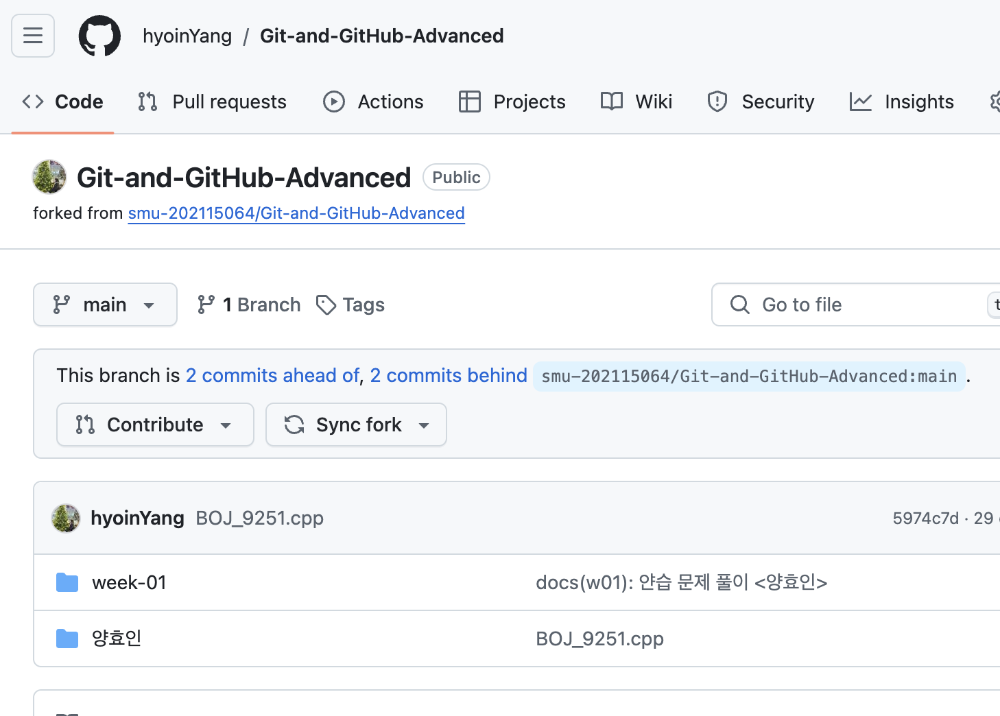 hyoinYang / Git-and-GitHub-Advanced
Code Pull requests Actions Projects Wiki Security Insights
Git-and-GitHub-Advanced Public
forked from smu-202115064/Git-and-GitHub-Advanced
main 1 Branch Tags Go to file t
This branch is 2 commits ahead of, 2 commits behind smu-202115064/Git-and-GitHub-Advanced:main .
Contribute Sync fork
hyoinYang BOJ_9251.cpp 5974c7d · 29
week-01 docs(w01): 얀습 문제 풀이 <양효인>
양효인 BOJ_9251.cpp